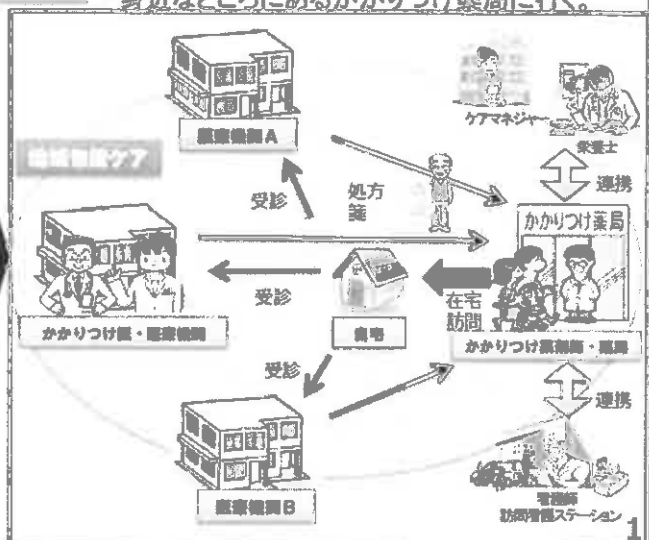 身近なところにあるかかりつけ薬局に行く。
医療機関A
ケアマネジャー
栄養士
地域包括ケア
受診
処方
箋
連携
かかりつけ薬局
受診
在宅
訪問
かかりつけ医・医療機関
自宅
かかりつけ薬剤師・薬局
受診
連携
医療機関B
看護師
訪問看護ステーション
1